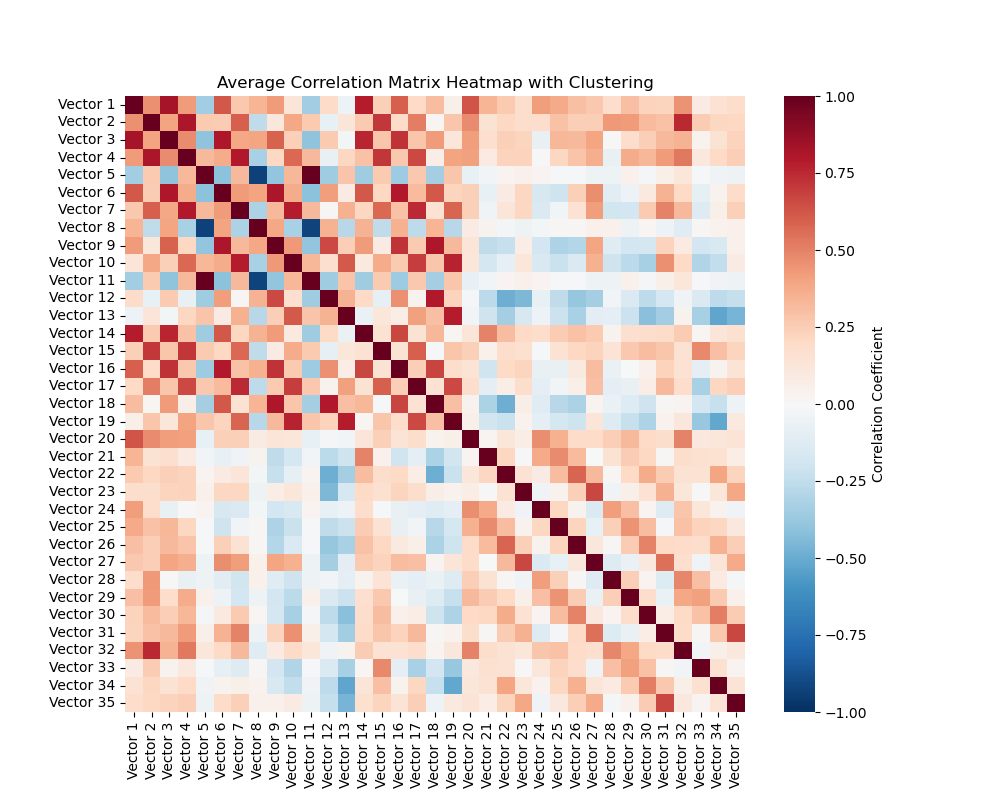 Average Correlation Matrix Heatmap with Clustering
Vector 1
Vector 2
Vector 3
Vector 4
Vector 5
Vector 6
Vector 7
Vector 8
Vector 9
Vector 10
Vector 11
Vector 12
Vector 13
Vector 14
Vector 15
Vector 16
Vector 17
Vector 18
Vector 19
Vector 20
Vector 21
Vector 22
Vector 23
Vector 24
Vector 25
Vector 26
Vector 27
Vector 28
Vector 29
Vector 30
Vector 31
Vector 32
Vector 33
Vector 34
Vector 35
Vector 1
Vector 2
Vector 3
Vector 4
Vector 5
Vector 6
Vector 7
Vector 8
Vector 9
Vector 10
Vector 11
Vector 12
Vector 13
Vector 14
Vector 15
Vector 16
Vector 17
Vector 18
Vector 19
Vector 20
Vector 21
Vector 22
Vector 23
Vector 24
Vector 25
Vector 26
Vector 27
Vector 28
Vector 29
Vector 30
Vector 31
Vector 32
Vector 33
Vector 34
Vector 35
1.00
0.75
0.50
0.25
0.00
−0.25
−0.50
−0.75
−1.00
Correlation Coefficient